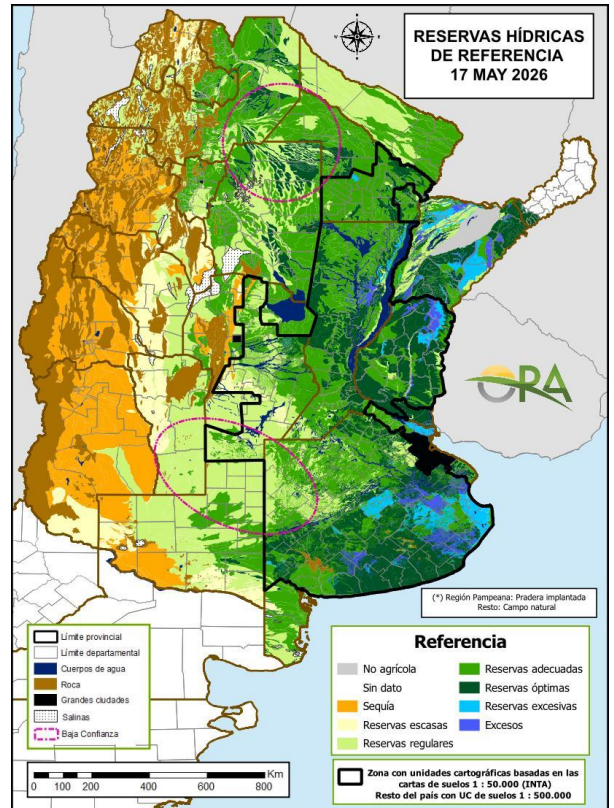 RESERVAS HÍDRICAS
DE REFERENCIA
17 MAY 2026
ORA
(*) Región Pampeana: Pradera implantada
Resto: Campo natural
Límite provincial
Límite departamental
Cuerpos de agua
Roca
Grandes ciudades
Salinas
Baja Confianza
Referencia
No agrícola
Sin dato
Sequía
Reservas escasas
Reservas regulares
Reservas adecuadas
Reservas óptimas
Reservas excesivas
Excesos
0 200 400 600 800 Km
Zona con unidades cartográficas basadas en las
cartas de suelos 1 : 50.000 (INTA)
Resto del país con UC de suelos 1 : 500.000